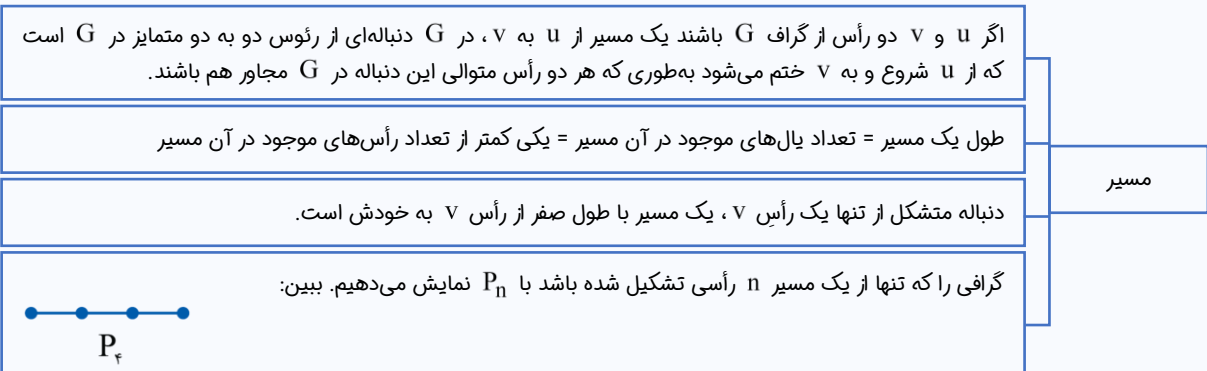 اگر u و v دو رأس از گراف G باشند یک مسیر از u به v ، در G دنباله‌ای از رئوس دو به دو متمایز در G است
که از u شروع و به v ختم می‌شود به‌طوری که هر دو رأس متوالی این دنباله در G مجاور هم باشند.
طول یک مسیر = تعداد یال‌های موجود در آن مسیر = یکی کمتر از تعداد رأس‌های موجود در آن مسیر
مسیر
دنباله متشکل از تنها یک رأسِ v ، یک مسیر با طول صفر از رأس v به خودش است.
گرافی را که تنها از یک مسیر n رأسی تشکیل شده باشد با Pn نمایش می‌دهیم. ببین:
P۴